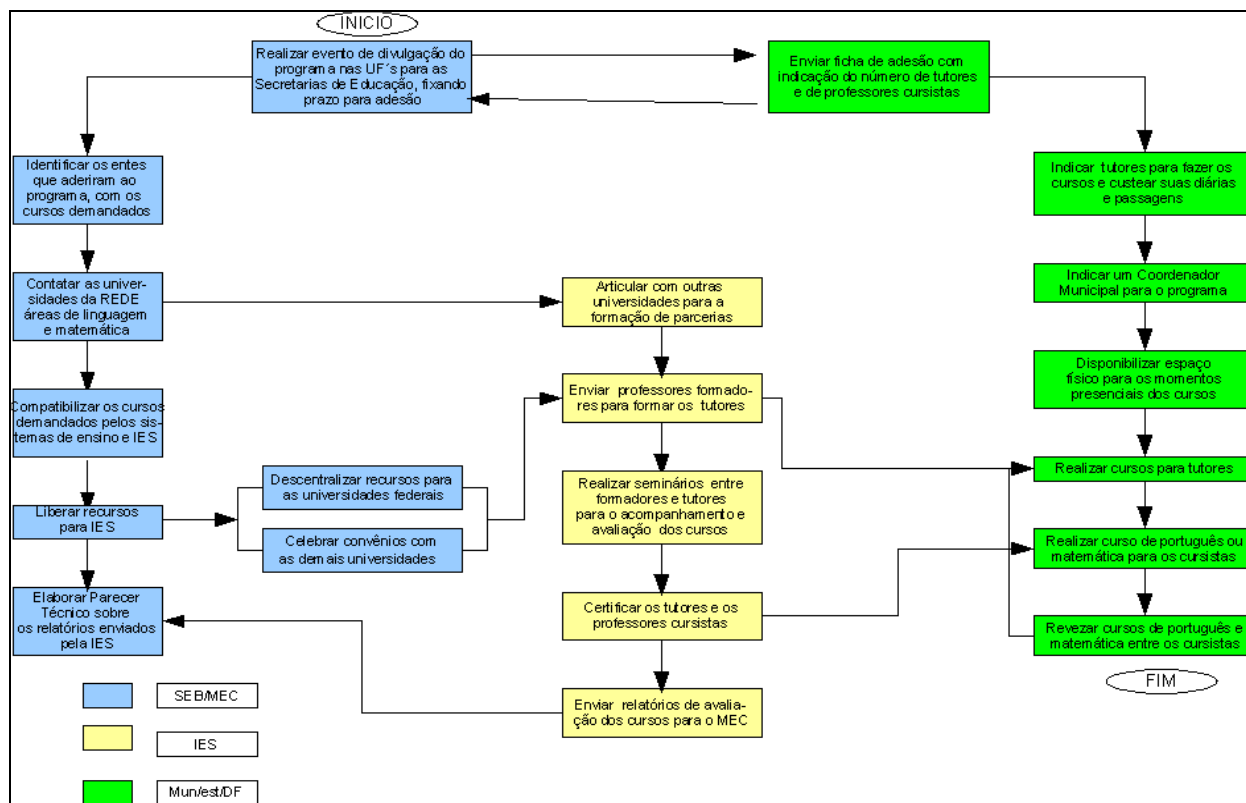 INICIO
Realizar evento de divulgação do
programa nas UF´s para as
Secretarias de Educação, fixando
prazo para adesão
Enviar ficha de adesão com
indicação do número de tutores
e de professores cursistas
Identificar os entes
que aderiram ao
programa, com os
cursos demandados
Indicar tutores para fazer os
cursos e custear suas diárias
e passagens
Contatar as univer-
sidades da REDE
áreas de linguagem
e matemática
Articular com outras
universidades para a
formação de parcerias
Indicar um Coordenador
Municipal para o programa
Compatibilizar os cursos
demandados pelos sis-
temas de ensino e IES
Enviar professores formado-
res para formar os tutores
Disponibilizar espaço
físico para os momentos
presenciais dos cursos
Liberar recursos
para IES
Descentralizar recursos para
as universidades federais
Celebrar convênios com
as demais universidades
Realizar seminários entre
formadores e tutores
para o acompanhamento e
avaliação dos cursos
Realizar cursos para tutores
Realizar curso de português ou
matemática para os cursistas
Elaborar Parecer
Técnico sobre
os relatórios enviados
pela IES
Certificar os tutores e os
professores cursistas
Revezar cursos de português e
matemática entre os cursistas
FIM
Enviar relatórios de avalia-
ção dos cursos para o MEC
SEB/MEC
IES
Mun/est/DF